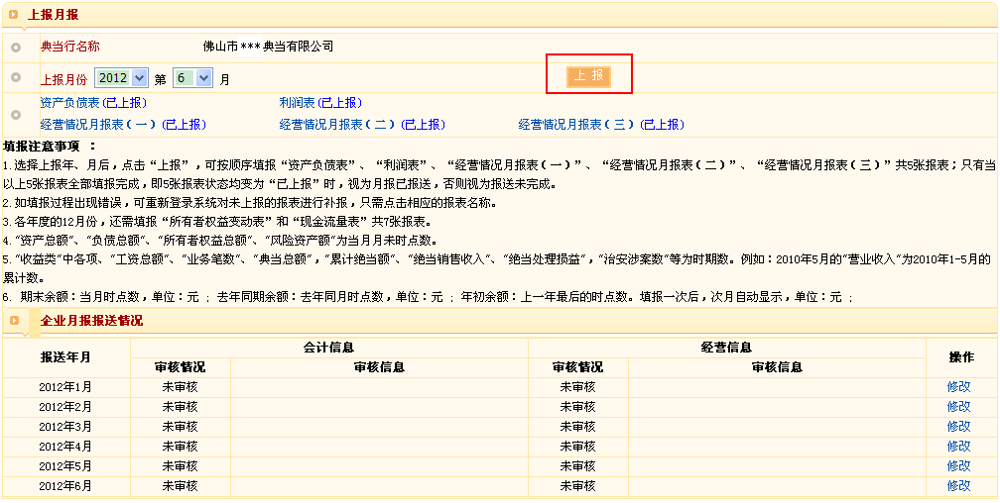 上报月报
典当行名称 佛山市***典当有限公司
上报月份 2012 第 6 月 上 报
资产负债表(已上报) 利润表(已上报)
经营情况月报表（一）(已上报) 经营情况月报表（二）(已上报) 经营情况月报表（三）(已上报)
填报注意事项 ：
1.选择上报年、月后，点击“上报”，可按顺序填报“资产负债表”、“利润表”、“经营情况月报表（一）”、“经营情况月报表（二）”、“经营情况月报表（三）”共5张报表；只有当
以上5张报表全部填报完成，即5张报表状态均变为“已上报”时，视为月报已报送，否则视为报送未完成。
2.如填报过程出现错误，可重新登录系统对未上报的报表进行补报，只需点击相应的报表名称。
3.各年度的12月份，还需填报“所有者权益变动表”和“现金流量表”共7张报表。
4.“资产总额”、“负债总额”、“所有者权益总额”、“风险资产额”为当月月末时点数。
5.“收益类”中各项、“工资总额”、“业务笔数”、“典当总额”，“累计绝当额”、“绝当销售收入”、“绝当处理损益”，“治安涉案数”等为时期数。例如：2010年5月的“营业收入”为2010年1-5月的
累计数。
6. 期末余额：当月时点数，单位：元 ； 去年同期余额：去年同月时点数，单位：元 ； 年初余额：上一年最后的时点数。填报一次后，次月自动显示，单位：元 ；
企业月报报送情况
报送年月 会计信息 经营信息 操作
审核情况 审核信息 审核情况 审核信息
2012年1月 未审核 未审核 修改
2012年2月 未审核 未审核 修改
2012年3月 未审核 未审核 修改
2012年4月 未审核 未审核 修改
2012年5月 未审核 未审核 修改
2012年6月 未审核 未审核 修改